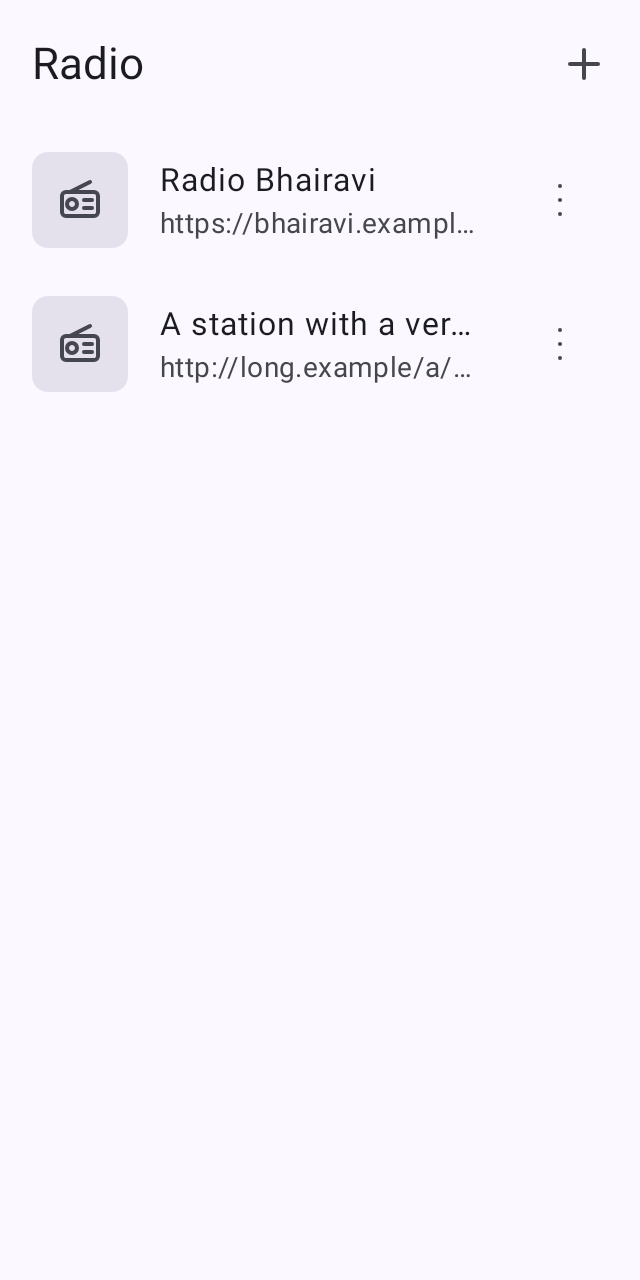 Radio
Radio Bhairavi
https://bhairavi.exampl…
A station with a ver…
http://long.example/a/…